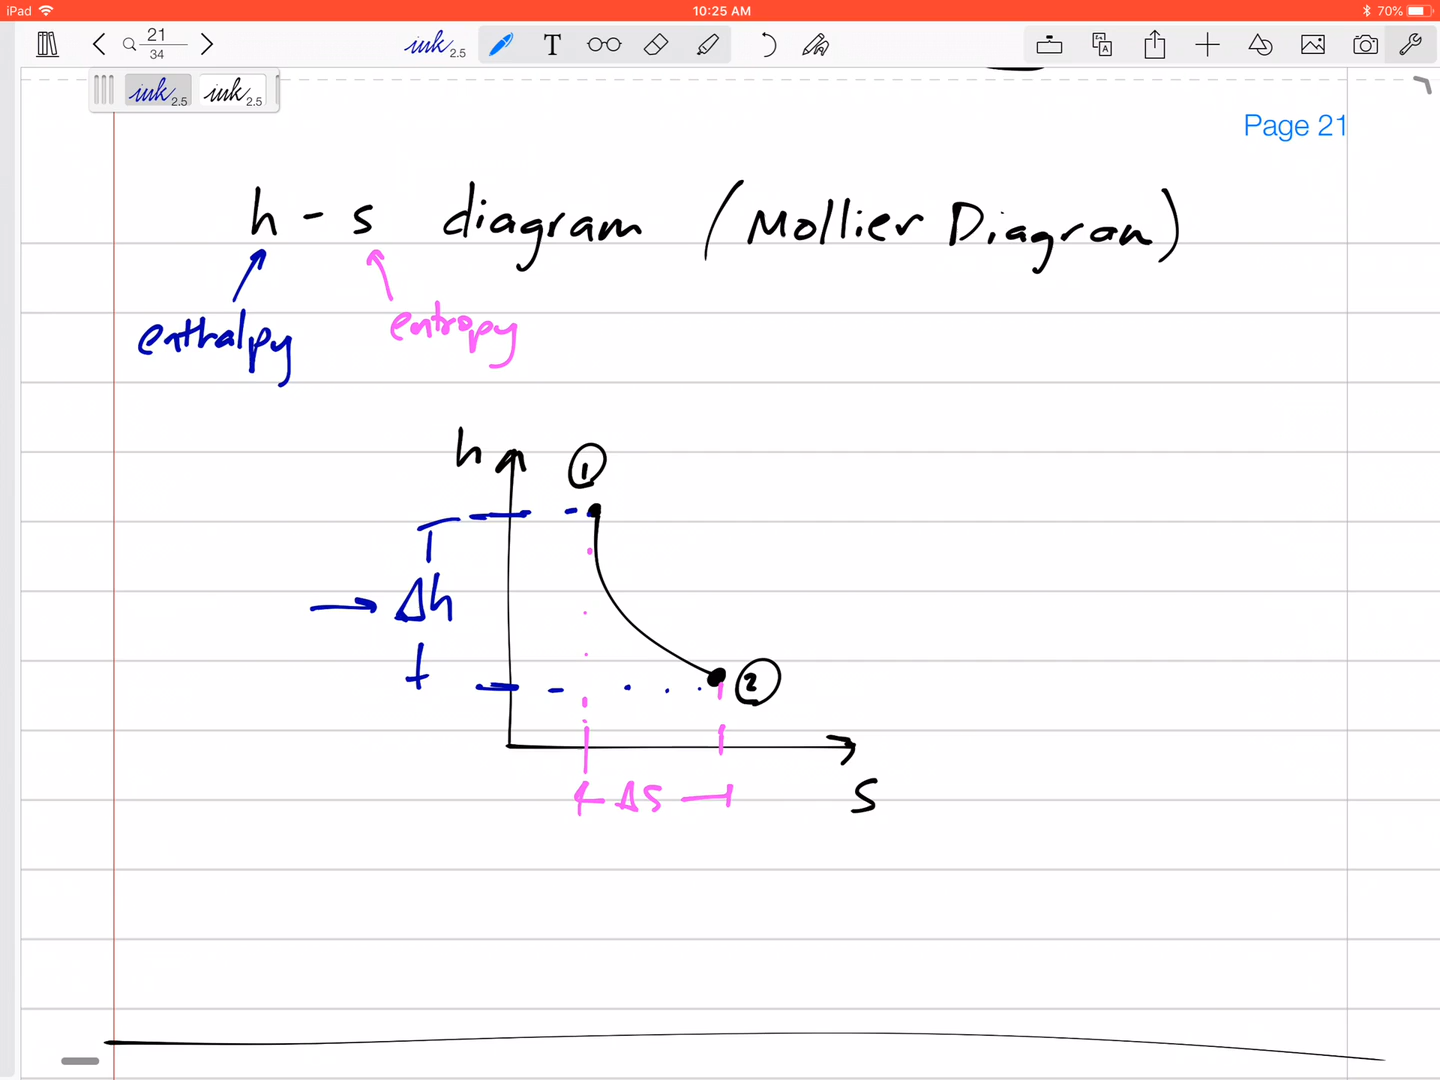 iPad
10:25 AM
70%
21
34
ink 2.5
T
ink 2.5
ink 2.5
Page 21
h - s diagram (Mollier Diagram)
enthalpy
entropy
h
1
Δh
2
Δs
s